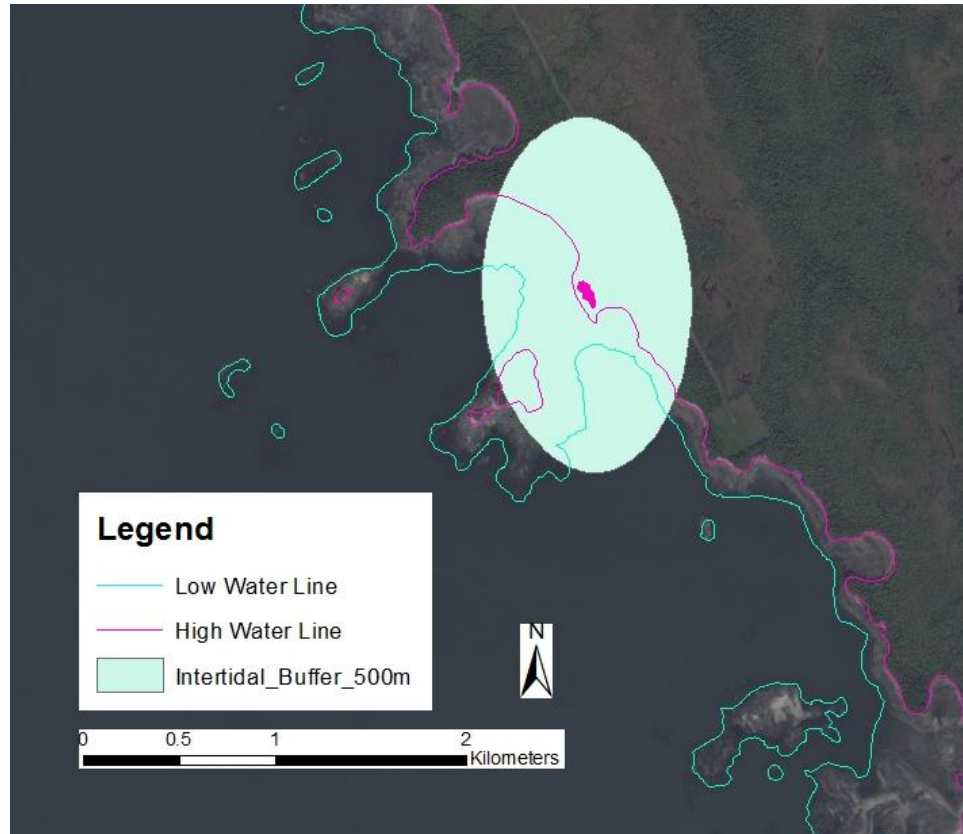 Legend
Low Water Line
High Water Line
Intertidal_Buffer_500m
N
0 0.5 1 2
Kilometers